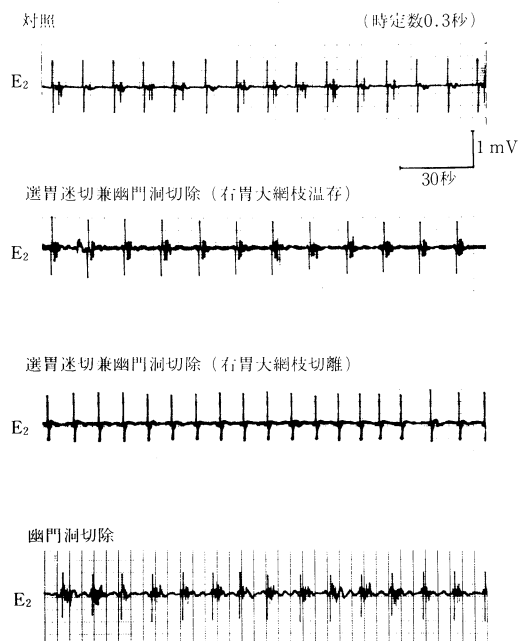 対照 (時定数0.3秒)
E₂
1 mV
30秒
選胃迷切兼幽門洞切除 (右胃大網枝温存)
E₂
選胃迷切兼幽門洞切除 (右胃大網枝切離)
E₂
幽門洞切除
E₂